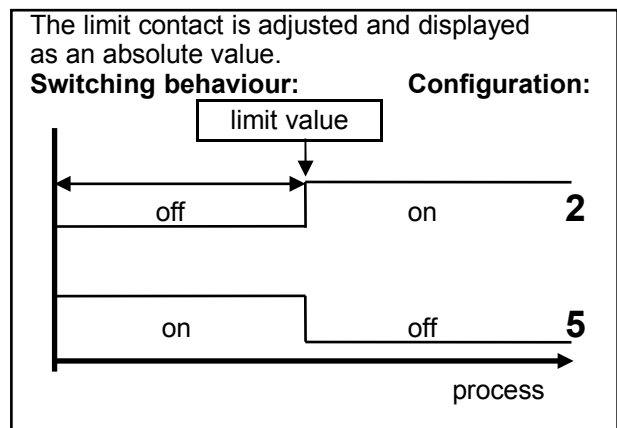 The limit contact is adjusted and displayed
as an absolute value.
Switching behaviour: Configuration:
limit value
off on 2
on off 5
process